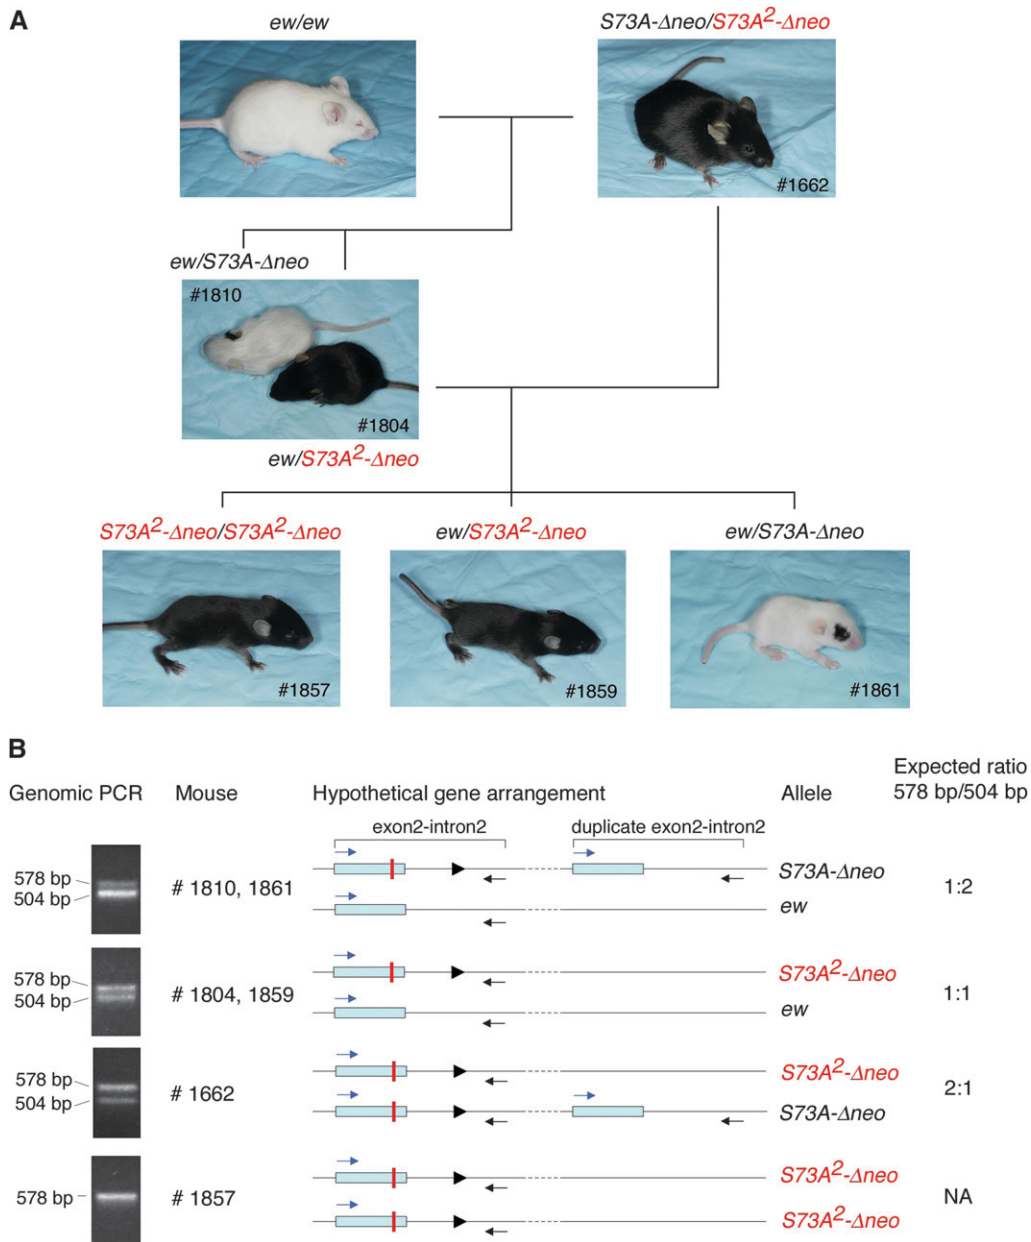 A
ew/ew
S73A-Δneo/S73A²-Δneo
#1662
ew/S73A-Δneo
#1810
#1804
ew/S73A²-Δneo
S73A²-Δneo/S73A²-Δneo
ew/S73A²-Δneo
ew/S73A-Δneo
#1857
#1859
#1861
B
Expected ratio
Genomic PCR Mouse Hypothetical gene arrangement Allele 578 bp/504 bp
exon2-intron2 duplicate exon2-intron2
578 bp
504 bp
# 1810, 1861
S73A-Δneo
ew
1:2
578 bp
504 bp
# 1804, 1859
S73A²-Δneo
ew
1:1
578 bp
504 bp
# 1662
S73A²-Δneo
S73A-Δneo
2:1
578 bp
# 1857
S73A²-Δneo
S73A²-Δneo
NA